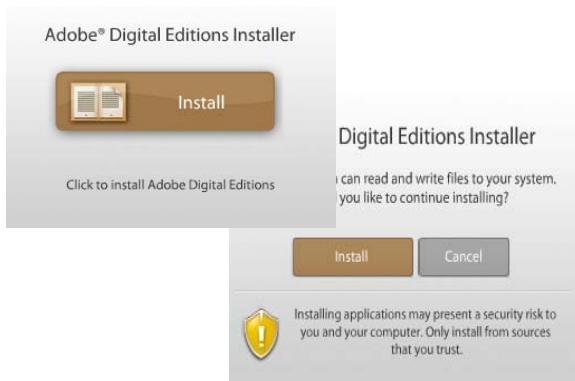 Adobe® Digital Editions Installer
Install
Click to install Adobe Digital Editions
Digital Editions Installer
can read and write files to your system.
you like to continue installing?
Install
Cancel
Installing applications may present a security risk to
you and your computer. Only install from sources
that you trust.